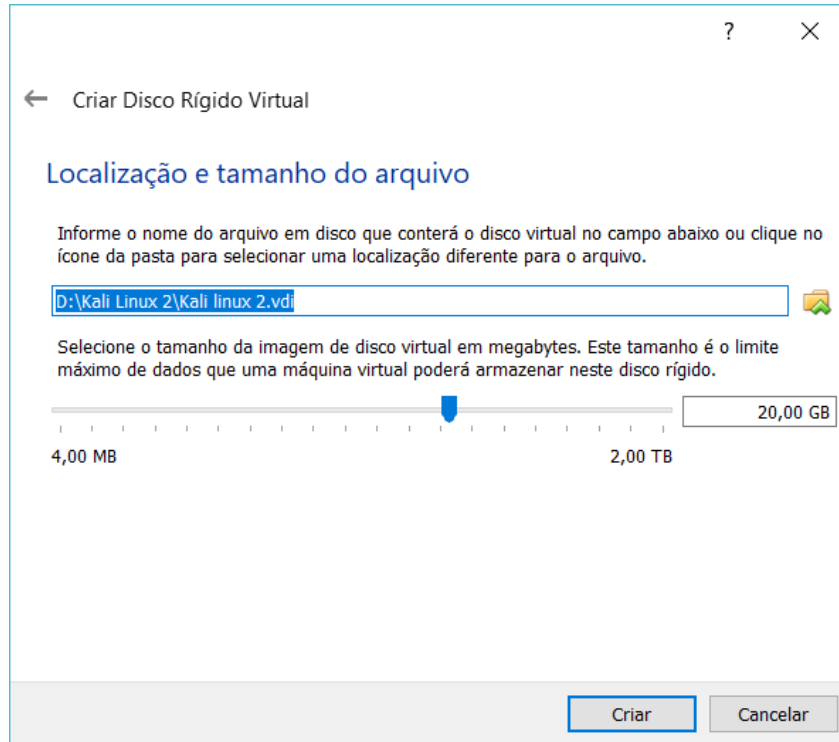 ?
Criar Disco Rígido Virtual
Localização e tamanho do arquivo
Informe o nome do arquivo em disco que conterá o disco virtual no campo abaixo ou clique no
ícone da pasta para selecionar uma localização diferente para o arquivo.
D:\Kali Linux 2\Kali linux 2.vdi
Selecione o tamanho da imagem de disco virtual em megabytes. Este tamanho é o limite
máximo de dados que uma máquina virtual poderá armazenar neste disco rígido.
20,00 GB
4,00 MB 2,00 TB
Criar Cancelar